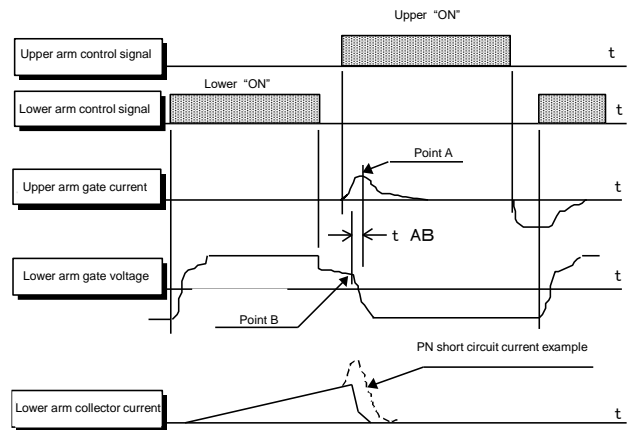 Upper “ON”
Upper arm control signal
t
Lower “ON”
Lower arm control signal
t
Point A
Upper arm gate current
t
t AB
Lower arm gate voltage
t
Point B
PN short circuit current example
Lower arm collector current
t